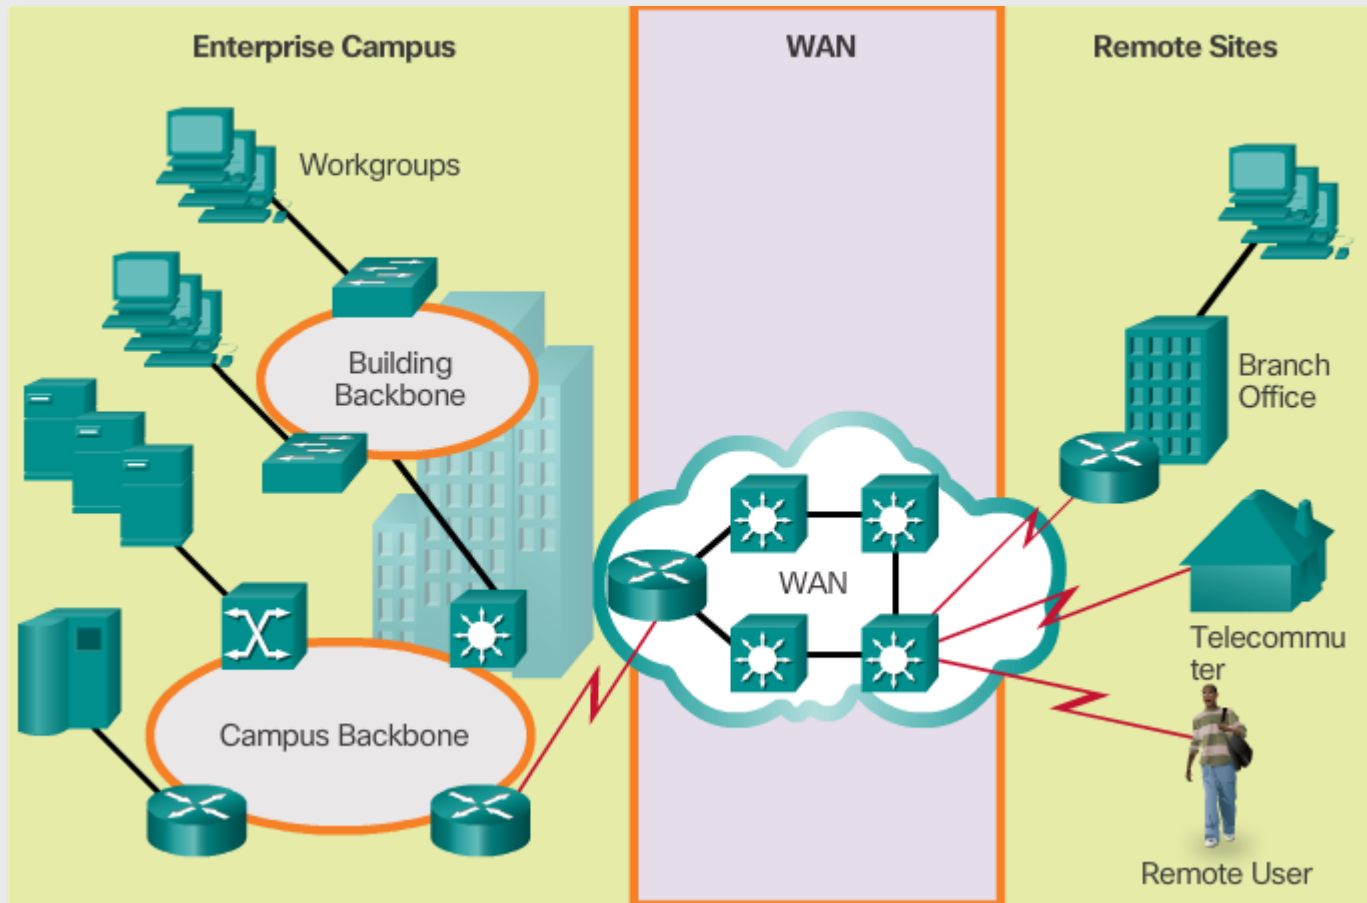 Enterprise Campus
WAN
Remote Sites
Workgroups
Building
Backbone
Branch
Office
WAN
Telecommu
ter
Campus Backbone
Remote User